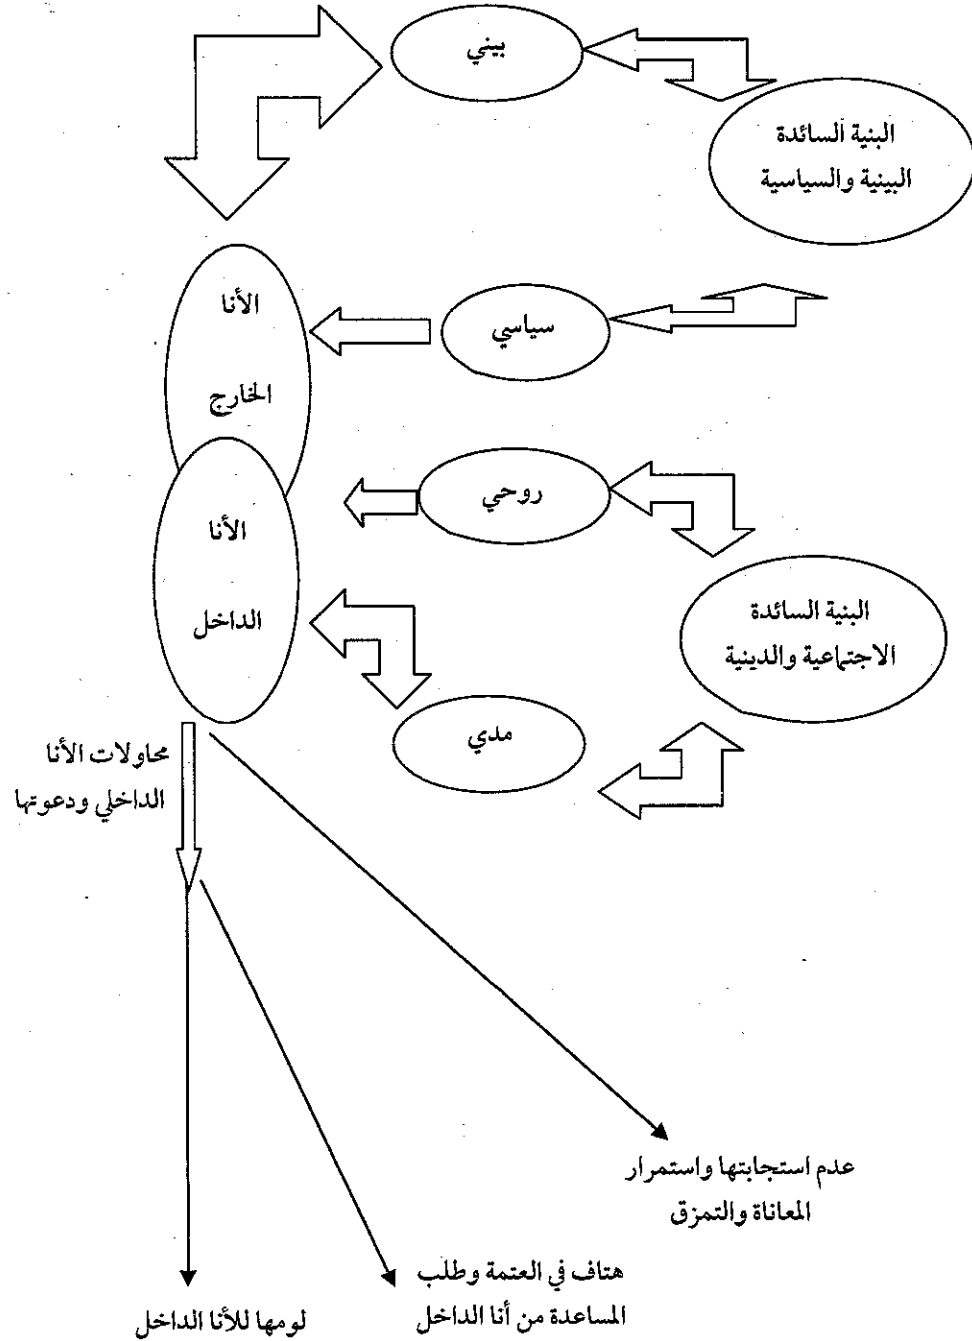 بيني
البنية السائدة
البينية والسياسية
الأنا
الخارج
سياسي
روحي
الأنا
الداخل
البنية السائدة
الاجتماعية والدينية
مدي
محاولات الأنا
الداخلي ودعوتها
عدم استجابتها واستمرار
المعاناة والتمزق
هتاف في العتمة وطلب
المساعدة من أنا الداخل
لومها للأنا الداخل